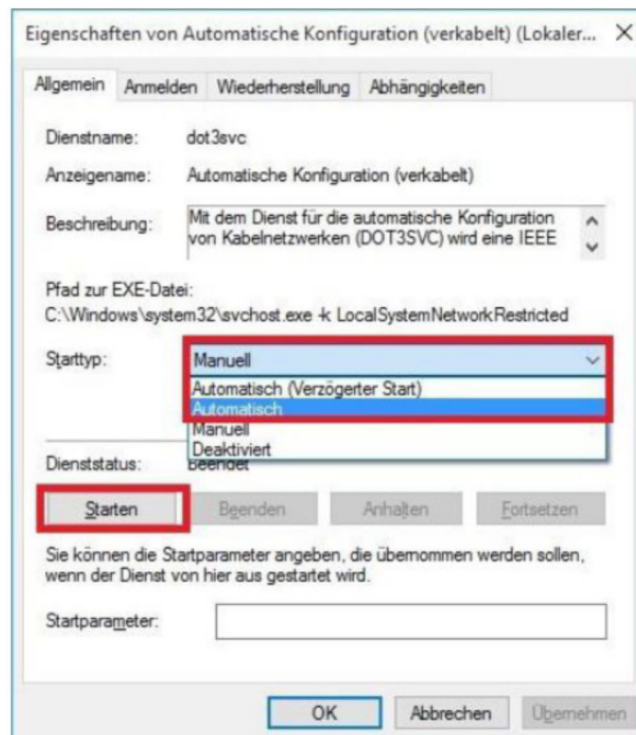 Eigenschaften von Automatische Konfiguration (verkabelt) (Lokaler...
Allgemein Anmelden Wiederherstellung Abhängigkeiten
Dienstname: dot3svc
Anzeigename: Automatische Konfiguration (verkabelt)
Beschreibung: Mit dem Dienst für die automatische Konfiguration
von Kabelnetzwerken (DOT3SVC) wird eine IEEE
Pfad zur EXE-Datei:
C:\Windows\system32\svchost.exe -k LocalSystemNetworkRestricted
Starttyp: Manuell
Automatisch (Verzögerter Start)
Automatisch
Manuell
Deaktiviert
Dienststatus: Beendet
Starten Beenden Anhalten Fortsetzen
Sie können die Startparameter angeben, die übernommen werden sollen,
wenn der Dienst von hier aus gestartet wird.
Startparameter:
OK Abbrechen Übernehmen